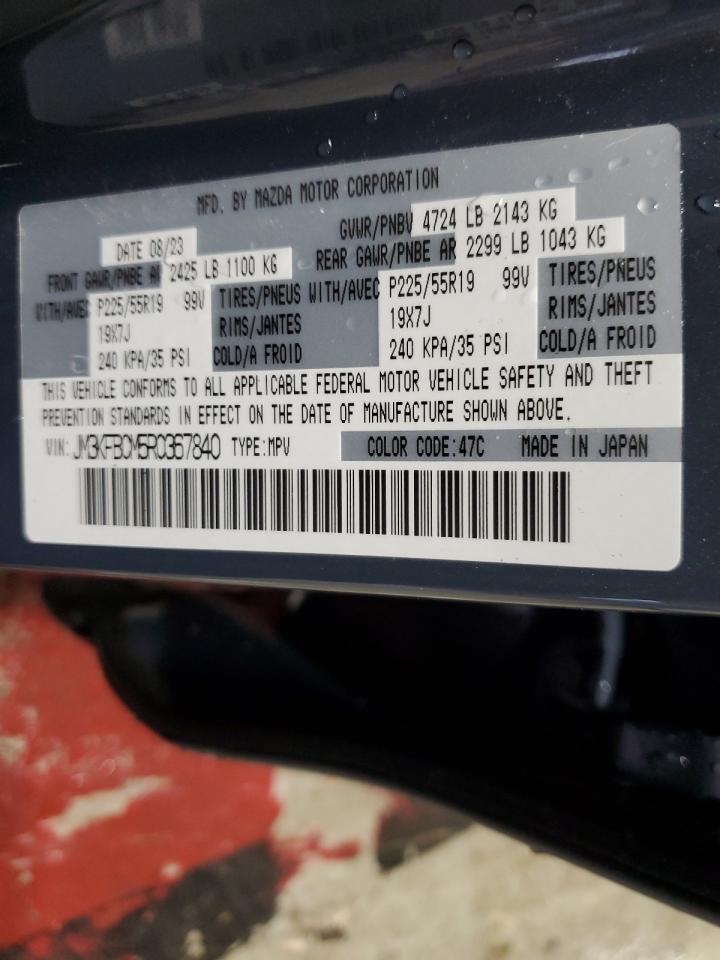 MFD. BY MAZDA MOTOR CORPORATION
DATE 08/23 GVWR/PNBV 4724 LB 2143 KG
FRONT GAWR/PNBE AV 2425 LB 1100 KG REAR GAWR/PNBE AR 2299 LB 1043 KG
WITH/AVEC P225/55R19 99V TIRES/PNEUS WITH/AVEC P225/55R19 99V TIRES/PNEUS
19X7J RIMS/JANTES 19X7J RIMS/JANTES
240 KPA/35 PSI COLD/A FROID 240 KPA/35 PSI COLD/A FROID
THIS VEHICLE CONFORMS TO ALL APPLICABLE FEDERAL MOTOR VEHICLE SAFETY AND THEFT
PREVENTION STANDARDS IN EFFECT ON THE DATE OF MANUFACTURE SHOWN ABOVE.
VIN: JM3KFBCM5R0367840 TYPE:MPV COLOR CODE:47C MADE IN JAPAN